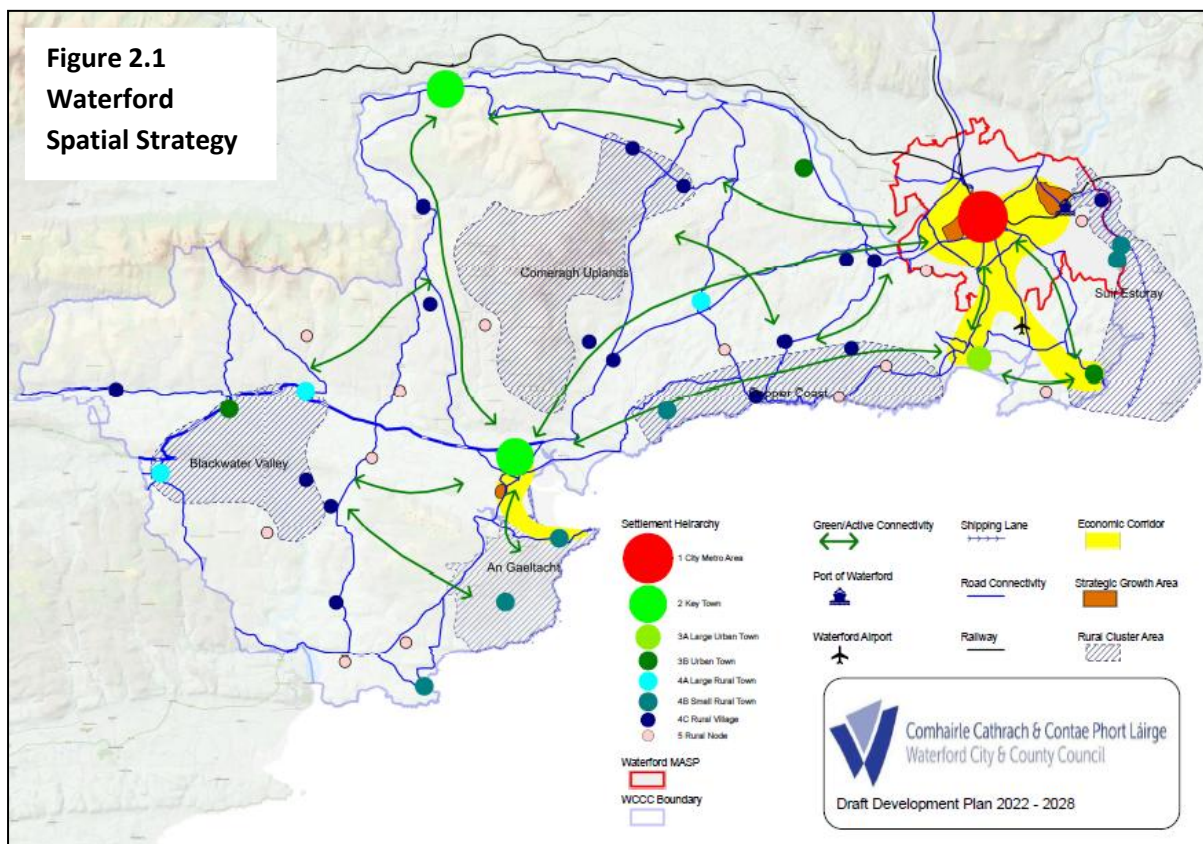 Figure 2.1
Waterford
Spatial Strategy
Comeragh Uplands
Suir Esturay
Copper Coast
Blackwater Valley
An Gaeltacht
Settlement Heirarchy
1 City Metro Area
2 Key Town
3A Large Urban Town
3B Urban Town
4A Large Rural Town
4B Small Rural Town
4C Rural Village
5 Rural Node
Waterford MASP
WCCC Boundary
Green/Active Connectivity
Port of Waterford
Waterford Airport
Shipping Lane
Road Connectivity
Railway
Economic Corridor
Strategic Growth Area
Rural Cluster Area
Comhairle Cathrach & Contae Phort Láirge
Waterford City & County Council
Draft Development Plan 2022 - 2028